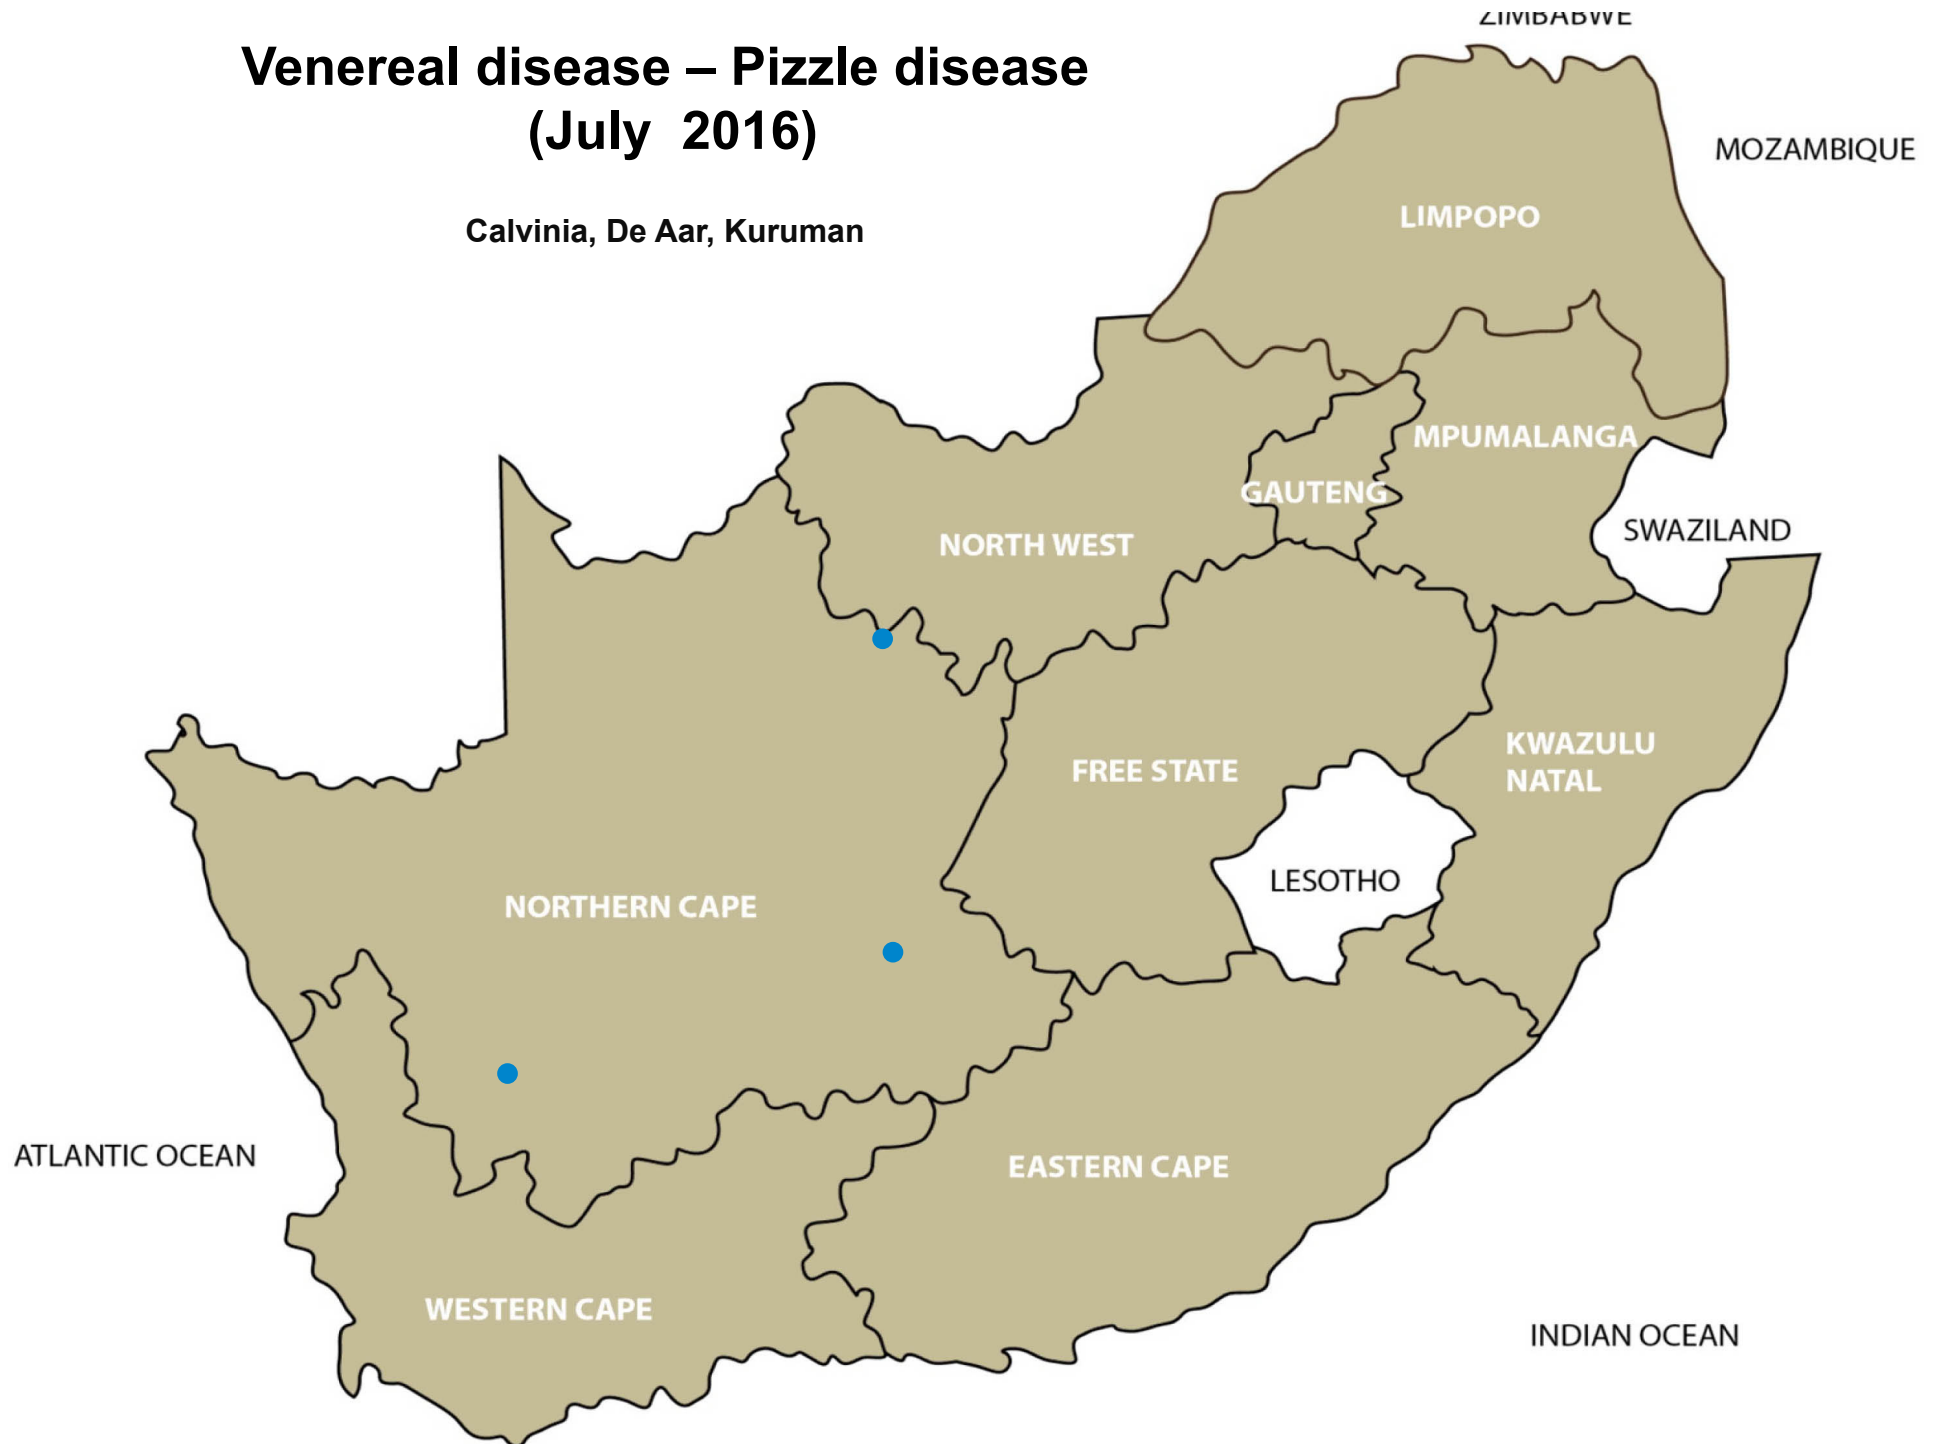 ZIMBABWE
Venereal disease – Pizzle disease
(July  2016)
MOZAMBIQUE
LIMPOPO
Calvinia, De Aar, Kuruman
MPUMALANGA
GAUTENG
SWAZILAND
NORTH WEST
KWAZULU
NATAL
FREE STATE
LESOTHO
NORTHERN CAPE
ATLANTIC OCEAN
EASTERN CAPE
WESTERN CAPE
INDIAN OCEAN